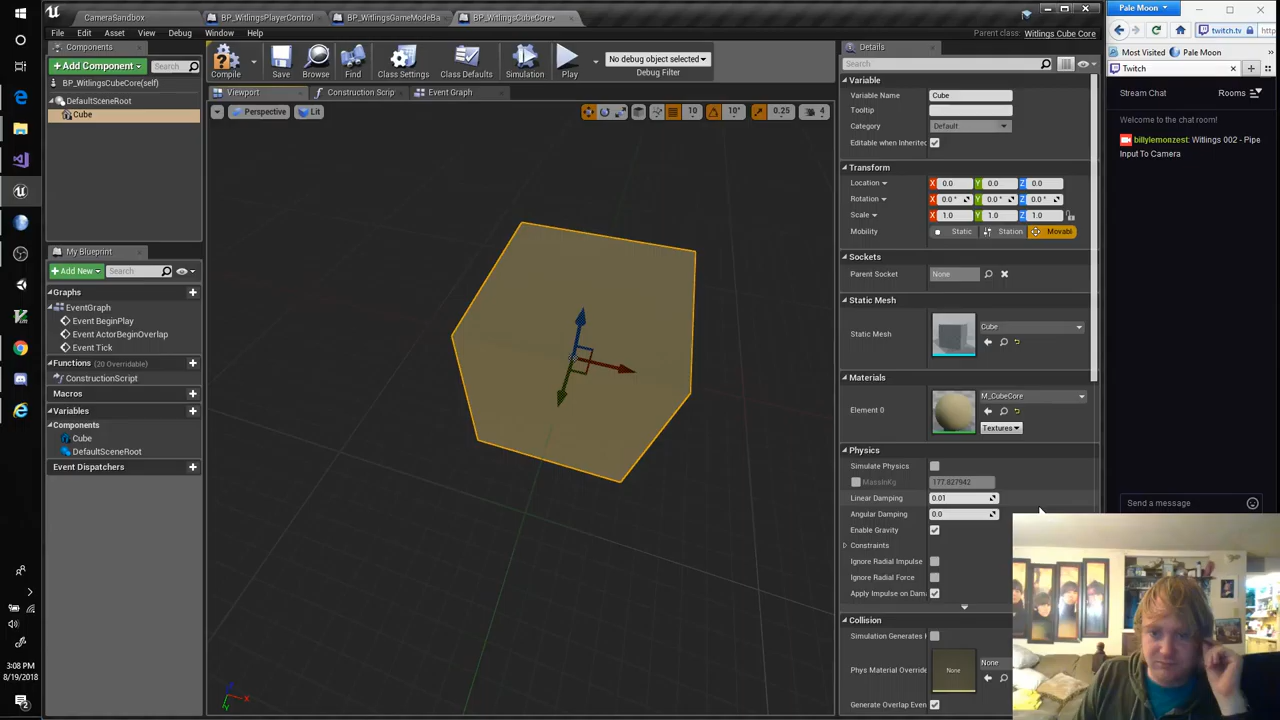 CameraSandbox
BP_WitlingsPlayerControl
BP_WitlingsGameModeBa
BP_WitlingsCubeCore*
Pale Moon
File Edit Asset View Debug Window Help
Parent class: Witlings Cube Core
twitch.tv
Components
Details
Most Visited Pale Moon
Add Component Search
Compile Save Browse Find Class Settings Class Defaults Simulation Play
No debug object selected
Debug Filter
Search
Twitch
BP_WitlingsCubeCore(self)
Variable
Viewport Construction Scrip Event Graph
Stream Chat Rooms
DefaultSceneRoot
Variable Name Cube
Cube
Perspective Lit 10 10° 0.25 4
Tooltip
Welcome to the chat room!
Category Default
Editable when Inherited
billylemonzest: Witlings 002 - Pipe
Input To Camera
Transform
Location X 0.0 Y 0.0 Z 0.0
Rotation X 0.0 ° Y 0.0 ° Z 0.0 °
Scale X 1.0 Y 1.0 Z 1.0
Mobility Static Station Movabl
My Blueprint
Sockets
Add New Search
Parent Socket None
Graphs
Static Mesh
EventGraph
Event BeginPlay
Static Mesh Cube
Event ActorBeginOverlap
Event Tick
Functions (20 Overridable)
Materials
ConstructionScript
Macros
Element 0 M_CubeCore
Variables
Textures
Components
Cube
Physics
DefaultSceneRoot
Simulate Physics
Event Dispatchers
MassInKg 177.827942
Linear Damping 0.01
Send a message
Angular Damping 0.0
Enable Gravity
Constraints
Ignore Radial Impulse
Ignore Radial Force
Apply Impulse on Dam
Collision
Simulation Generates
Phys Material Override None
None
3:08 PM
8/19/2018
Generate Overlap Even
2